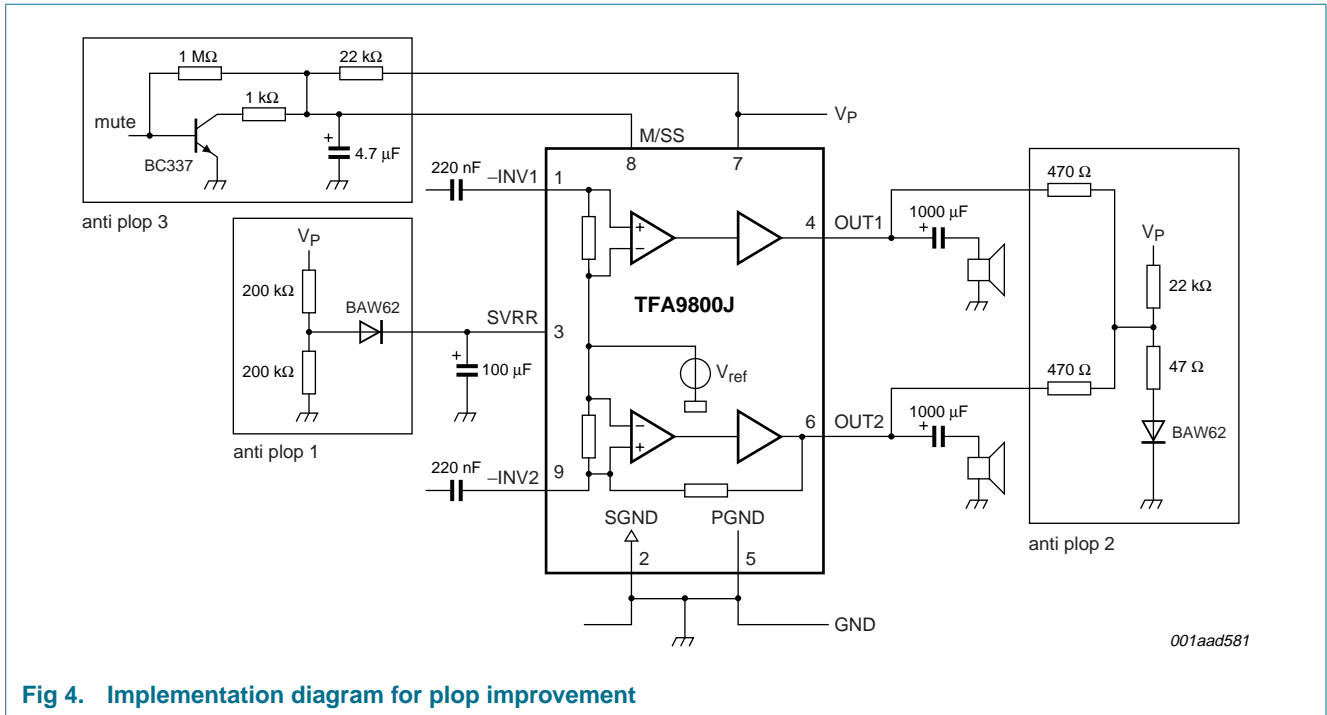 1 MΩ
22 kΩ
1 kΩ
mute
BC337
+
4.7 μF
anti plop 3
M/SS
8
7
VP
220 nF
–INV1
1
+
–
4
OUT1
1000 μF
+
470 Ω
VP
22 kΩ
47 Ω
BAW62
470 Ω
anti plop 2
VP
200 kΩ
BAW62
200 kΩ
anti plop 1
SVRR
3
+
100 μF
TFA9800J
Vref
–
+
6
OUT2
1000 μF
+
220 nF
–INV2
9
SGND
PGND
2
5
GND
001aad581
Fig 4. Implementation diagram for plop improvement